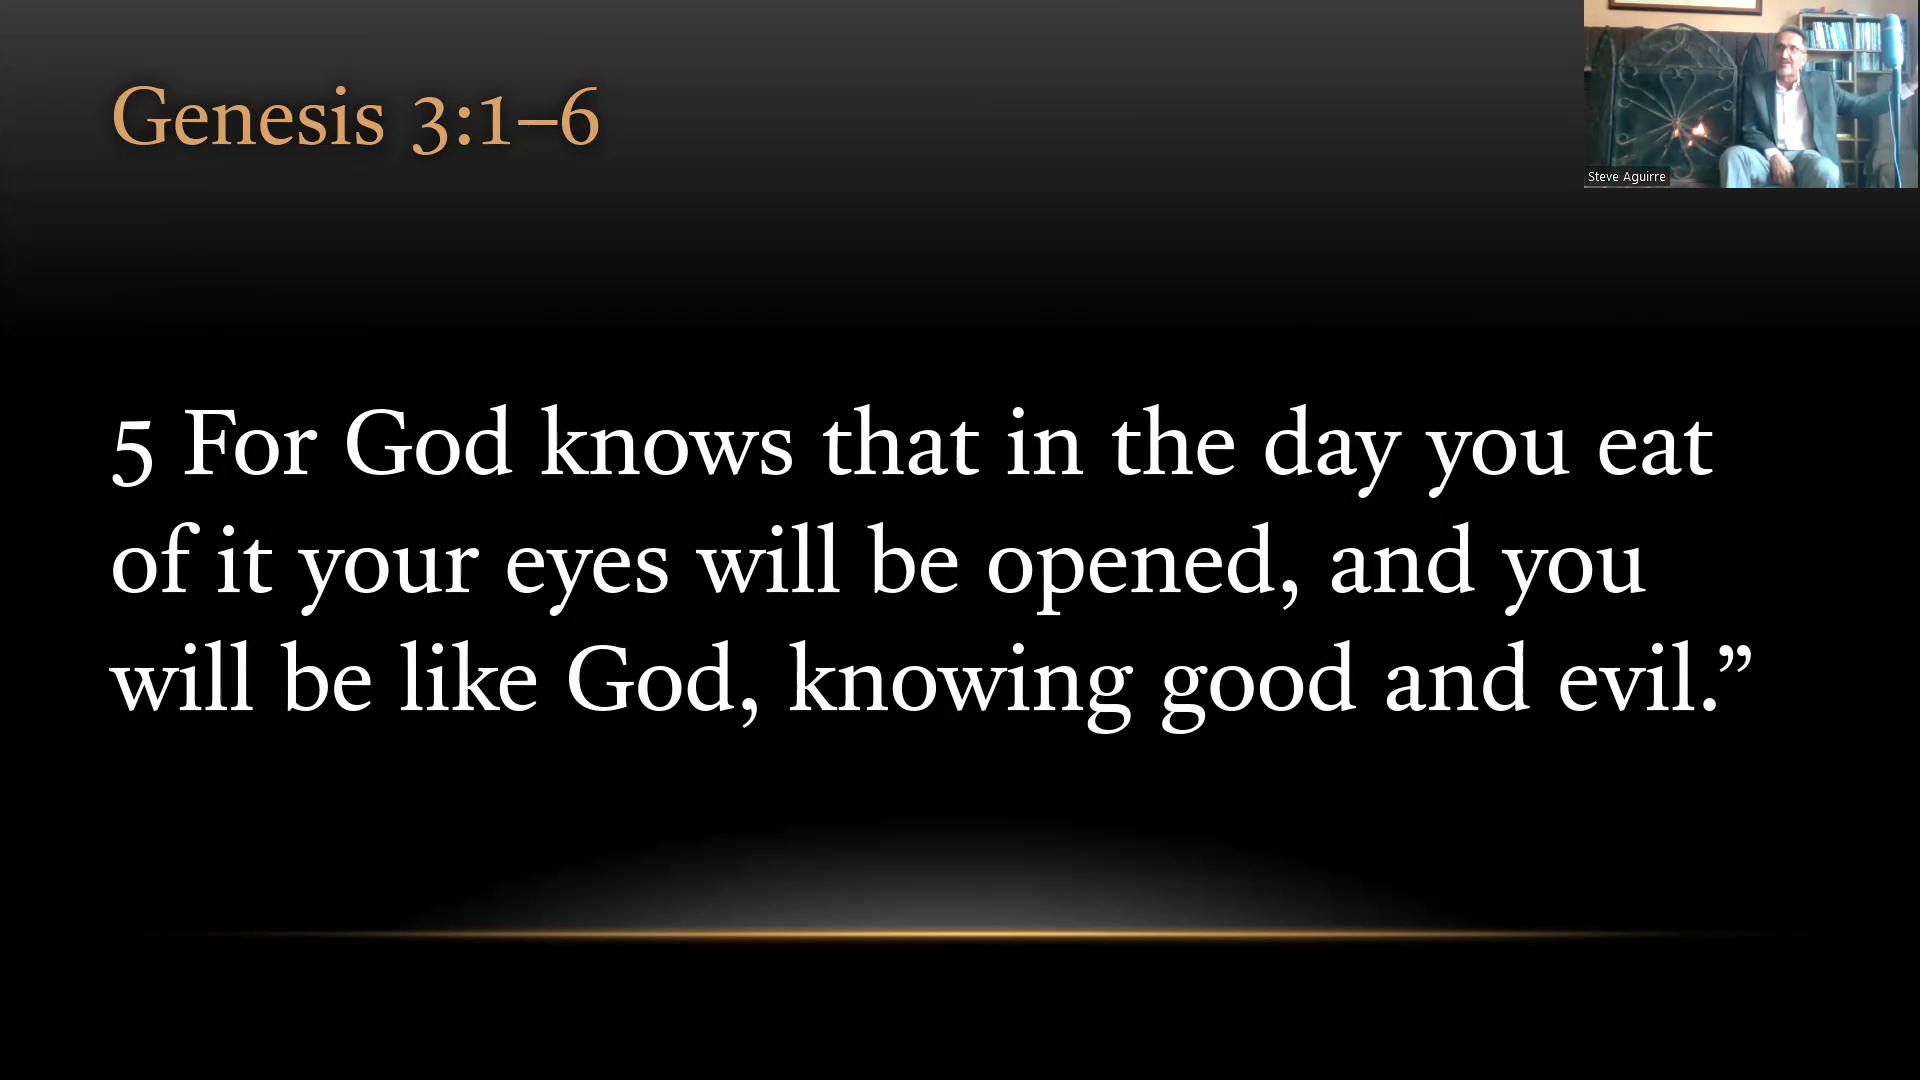 Genesis 3:1–6
Steve Aguirre
5 For God knows that in the day you eat
of it your eyes will be opened, and you
will be like God, knowing good and evil.”